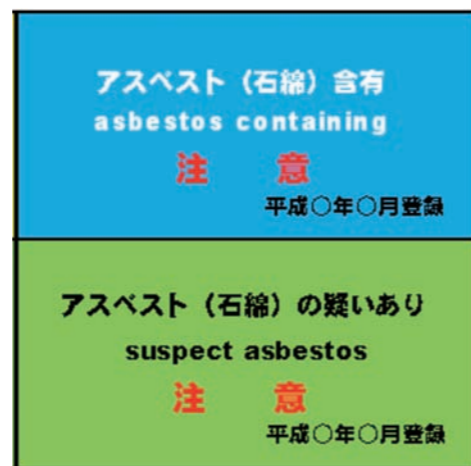 アスベスト（石綿）含有
asbestos containing
注　意
平成○年○月登録
アスベスト（石綿）の疑いあり
suspect asbestos
注　意
平成○年○月登録